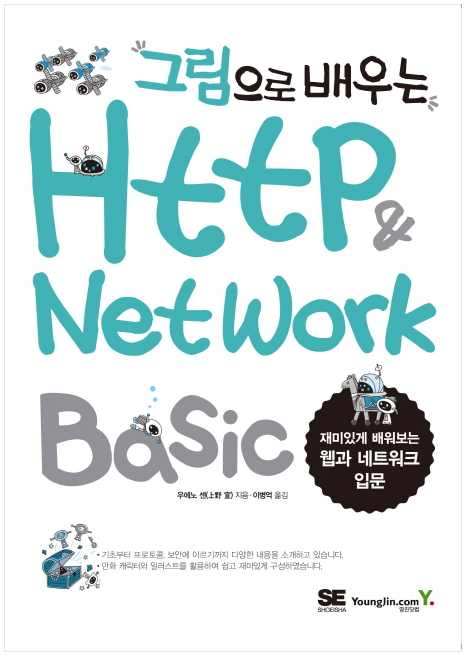 그림으로 배우는
Http &
Network
Basic
재미있게 배워보는
웹과 네트워크
입문
우에노 센(上野 宣) 지음·이병억 옮김
• 기초부터 프로토콜, 보안에 이르기까지 다양한 내용을 소개하고 있습니다.
• 만화 캐릭터와 일러스트를 활용하여 쉽고 재미있게 구성하였습니다.
SE
SHOEISHA
YoungJin.com Y.
영진닷컴